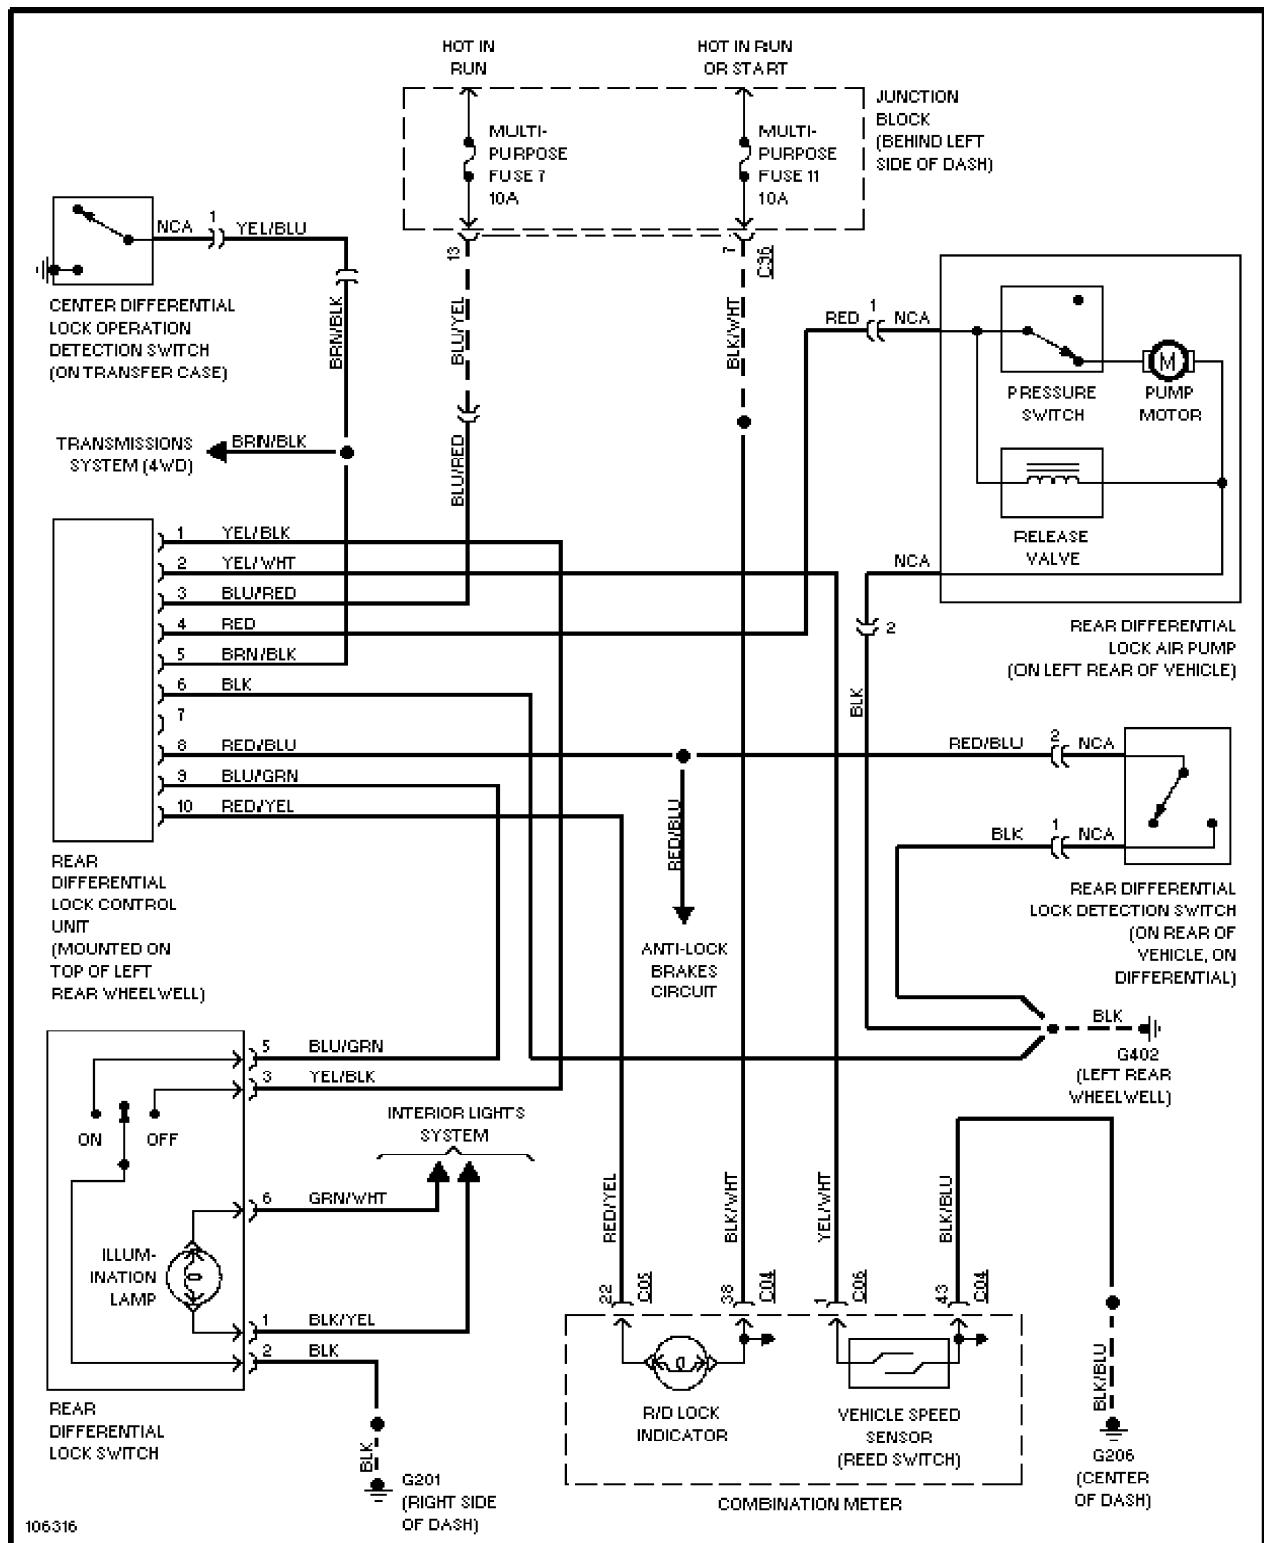 HOT IN
RUN
HOT IN RUN
OR START
JUNCTION
BLOCK
(BEHIND LEFT
SIDE OF DASH)
MULTI-
PURPOSE
FUSE 7
10A
MULTI-
PURPOSE
FUSE 11
10A
13
7
C96
NCA
1
YEL/BLU
CENTER DIFFERENTIAL
LOCK OPERATION
DETECTION SWITCH
(ON TRANSFER CASE)
BRN/BLK
BLU/YEL
BLK/WHT
RED
1
NCA
PRESSURE
SWITCH
M
PUMP
MOTOR
TRANSMISSIONS
SYSTEM (4WD)
BRN/BLK
BLU/RED
RELEASE
VALVE
NCA
2
REAR DIFFERENTIAL
LOCK AIR PUMP
(ON LEFT REAR OF VEHICLE)
1 YEL/BLK
2 YEL/WHT
3 BLU/RED
4 RED
5 BRN/BLK
6 BLK
7
8 RED/BLU
9 BLU/GRN
10 RED/YEL
BLK
RED/BLU
2
NCA
BLK
1
NCA
RED/BLU
REAR
DIFFERENTIAL
LOCK CONTROL
UNIT
(MOUNTED ON
TOP OF LEFT
REAR WHEELWELL)
REAR DIFFERENTIAL
LOCK DETECTION SWITCH
(ON REAR OF
VEHICLE, ON
DIFFERENTIAL)
ANTI-LOCK
BRAKES
CIRCUIT
BLK
G402
(LEFT REAR
WHEELWELL)
5 BLU/GRN
3 YEL/BLK
ON
OFF
INTERIOR LIGHTS
SYSTEM
6 GRN/WHT
ILLUM-
INATION
LAMP
1 BLK/YEL
2 BLK
RED/YEL
BLK/WHT
YEL/WHT
BLK/BLU
22
C05
38
C04
1
C06
43
C04
R/D LOCK
INDICATOR
VEHICLE SPEED
SENSOR
(REED SWITCH)
BLK/BLU
REAR
DIFFERENTIAL
LOCK SWITCH
BLK
G201
(RIGHT SIDE
OF DASH)
G206
(CENTER
OF DASH)
COMBINATION METER
106316